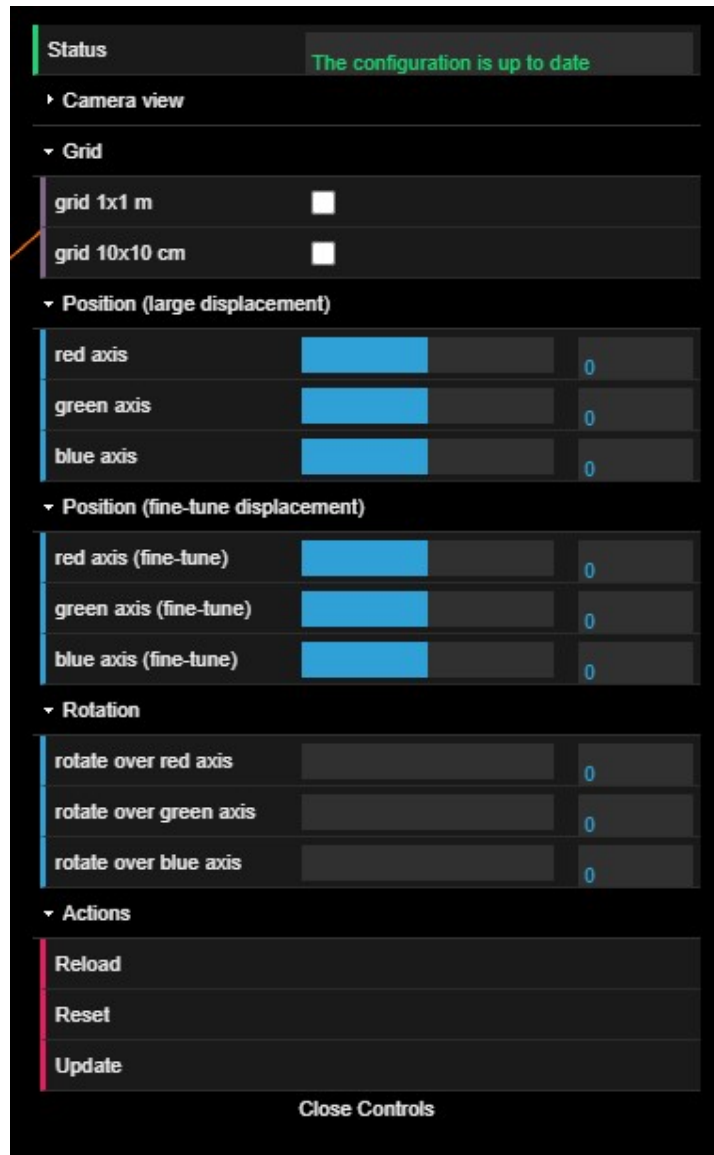 Status The configuration is up to date
Camera view
Grid
grid 1x1 m
grid 10x10 cm
Position (large displacement)
red axis 0
green axis 0
blue axis 0
Position (fine-tune displacement)
red axis (fine-tune) 0
green axis (fine-tune) 0
blue axis (fine-tune) 0
Rotation
rotate over red axis 0
rotate over green axis 0
rotate over blue axis 0
Actions
Reload
Reset
Update
Close Controls